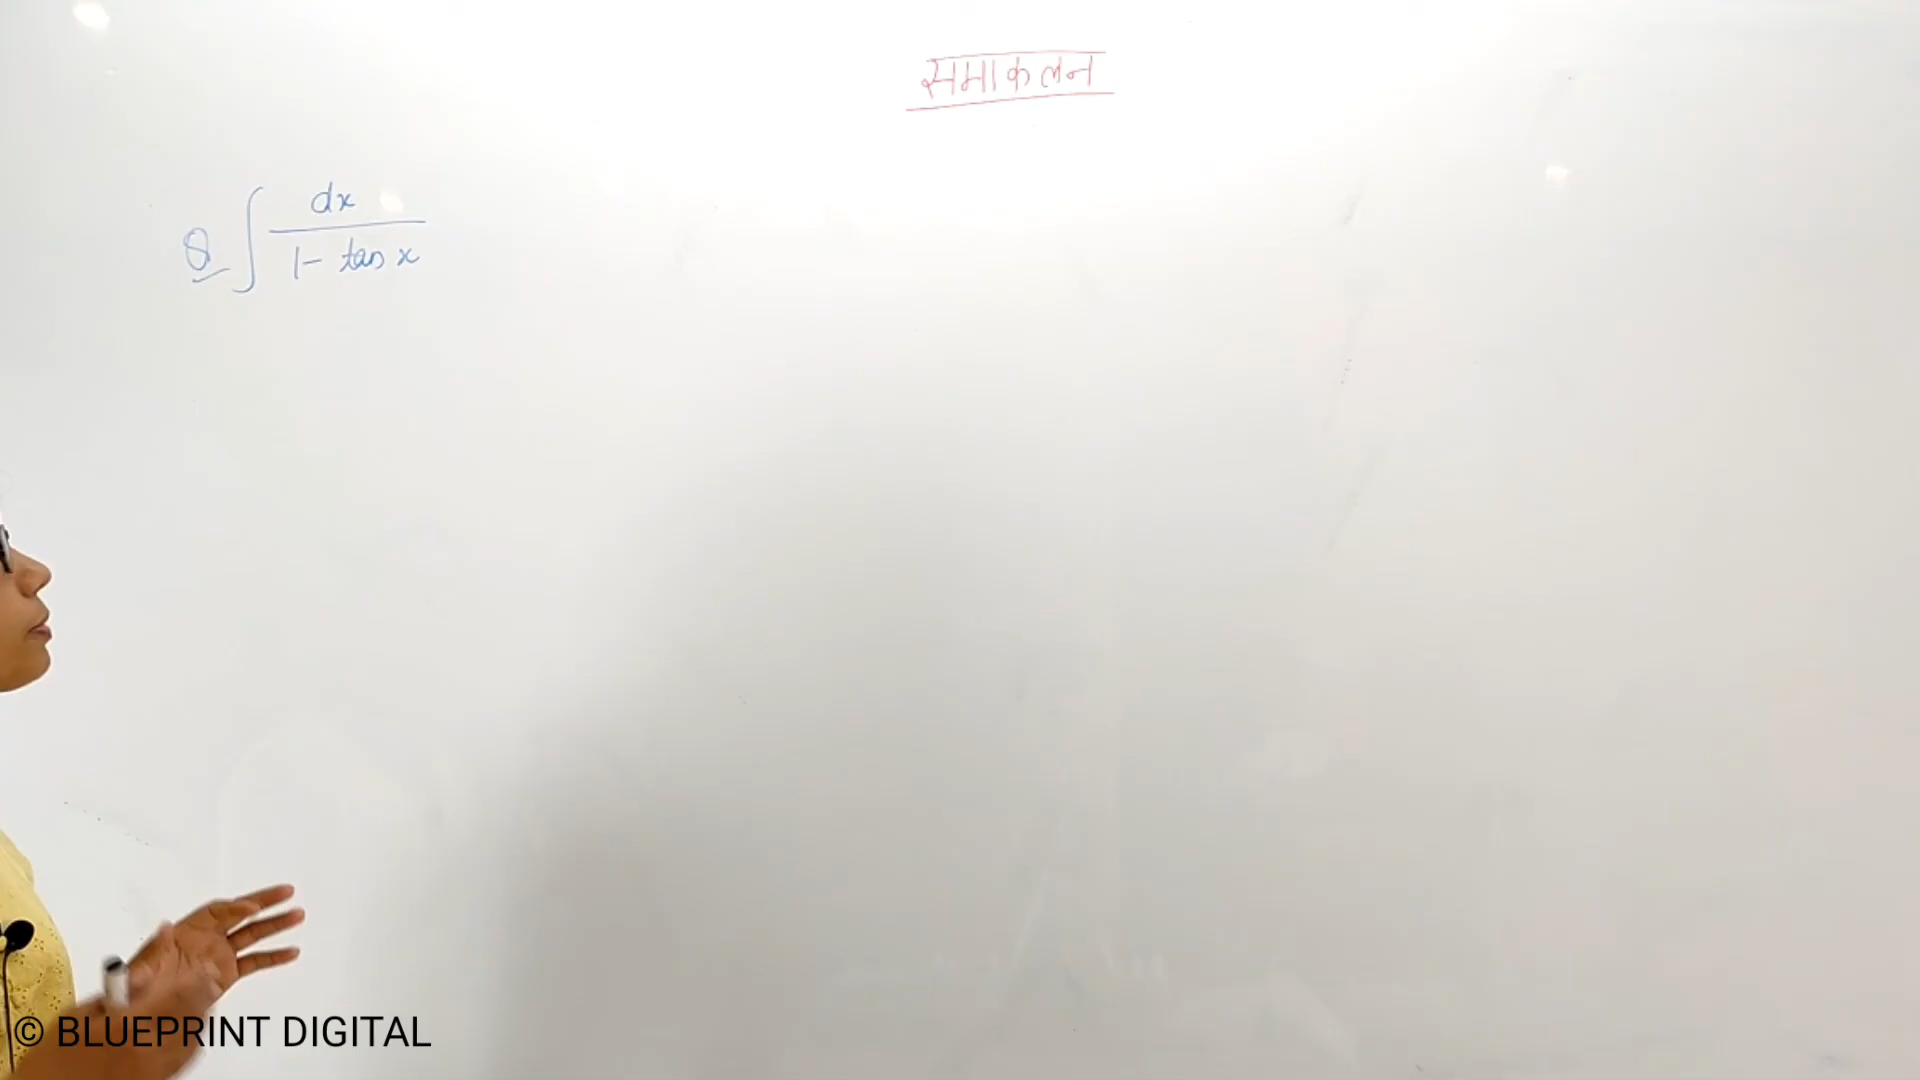 समाकलन
Q ∫ dx / 1 - tan x
© BLUEPRINT DIGITAL